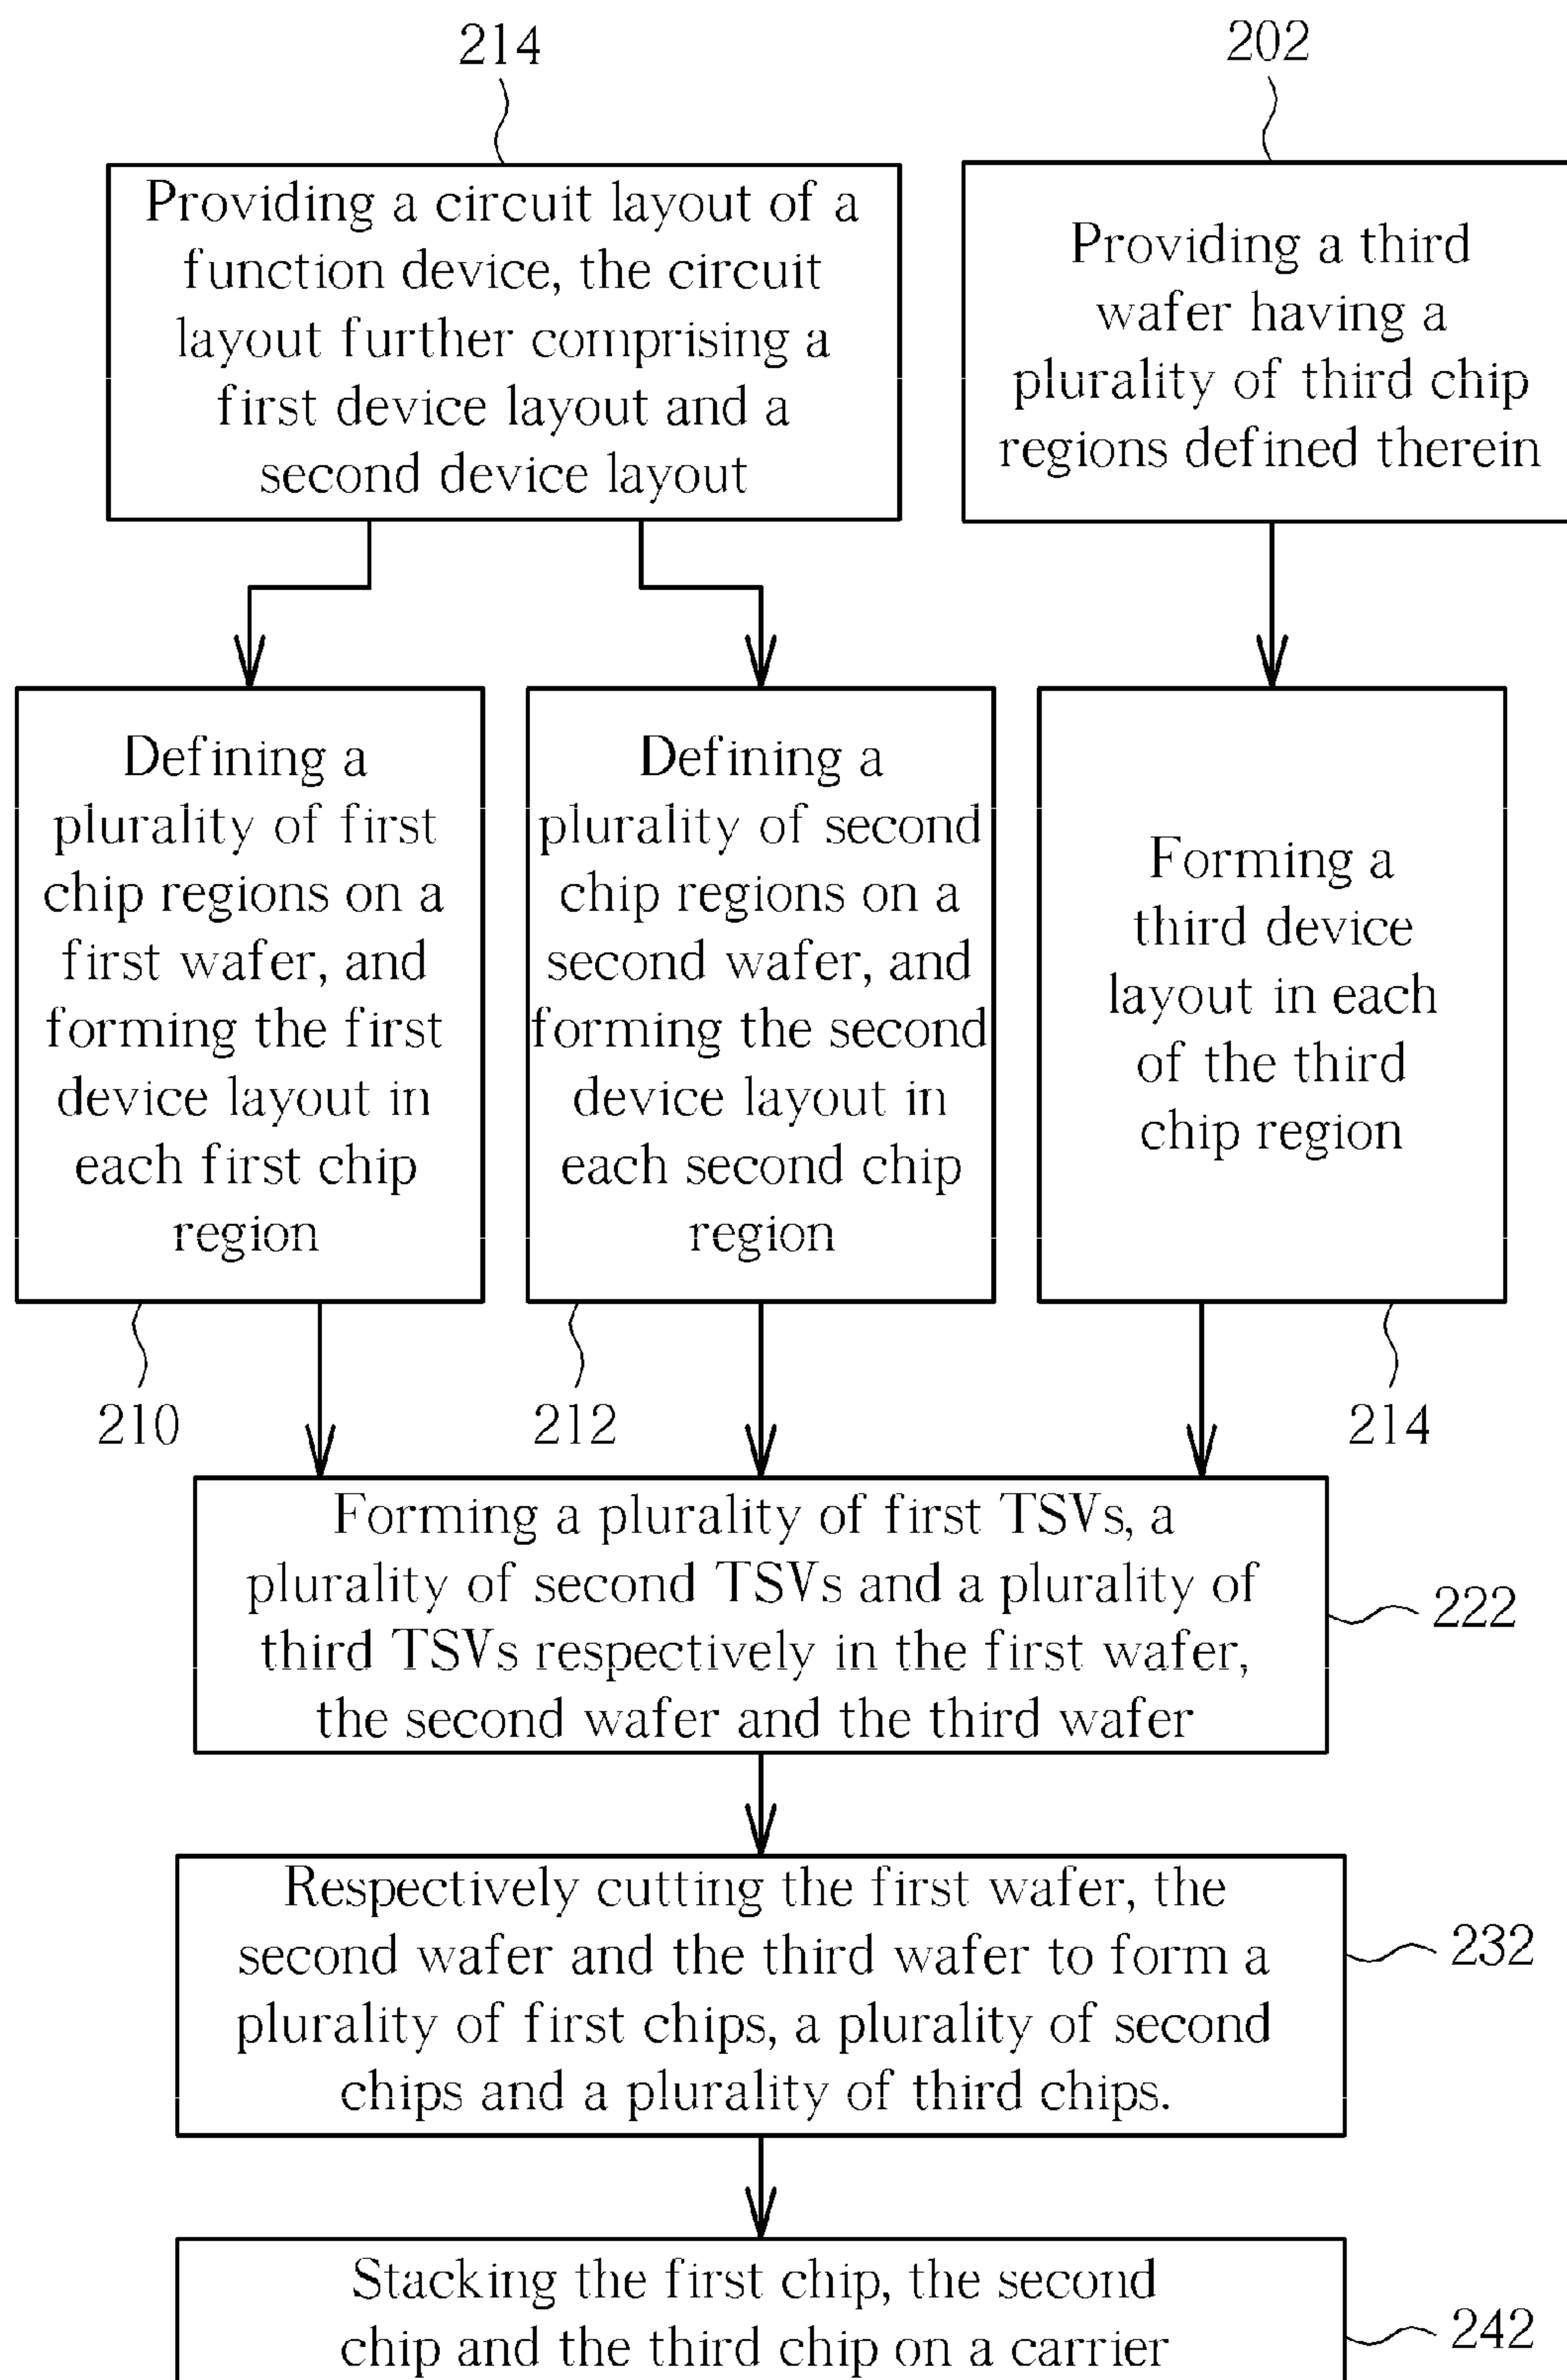 214
202
Providing a circuit layout of a
function device, the circuit
layout further comprising a
first device layout and a
second device layout
Providing a third
wafer having a
plurality of third chip
regions defined therein
Defining a
plurality of first
chip regions on a
first wafer, and
forming the first
device layout in
each first chip
region
Defining a
plurality of second
chip regions on a
second wafer, and
forming the second
device layout in
each second chip
region
Forming a
third device
layout in each
of the third
chip region
210
212
214
Forming a plurality of first TSVs, a
plurality of second TSVs and a plurality of
third TSVs respectively in the first wafer,
the second wafer and the third wafer
222
Respectively cutting the first wafer, the
second wafer and the third wafer to form a
plurality of first chips, a plurality of second
chips and a plurality of third chips.
232
Stacking the first chip, the second
chip and the third chip on a carrier
242